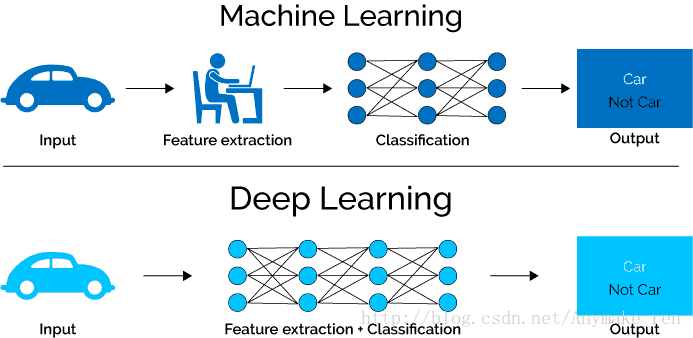 Machine Learning
Input
Feature extraction
Classification
Car
Not Car
Output
Deep Learning
Input
Feature extraction + Classification
Car
Not Car
Output
http://blog.csdn.net/Anymake_ren